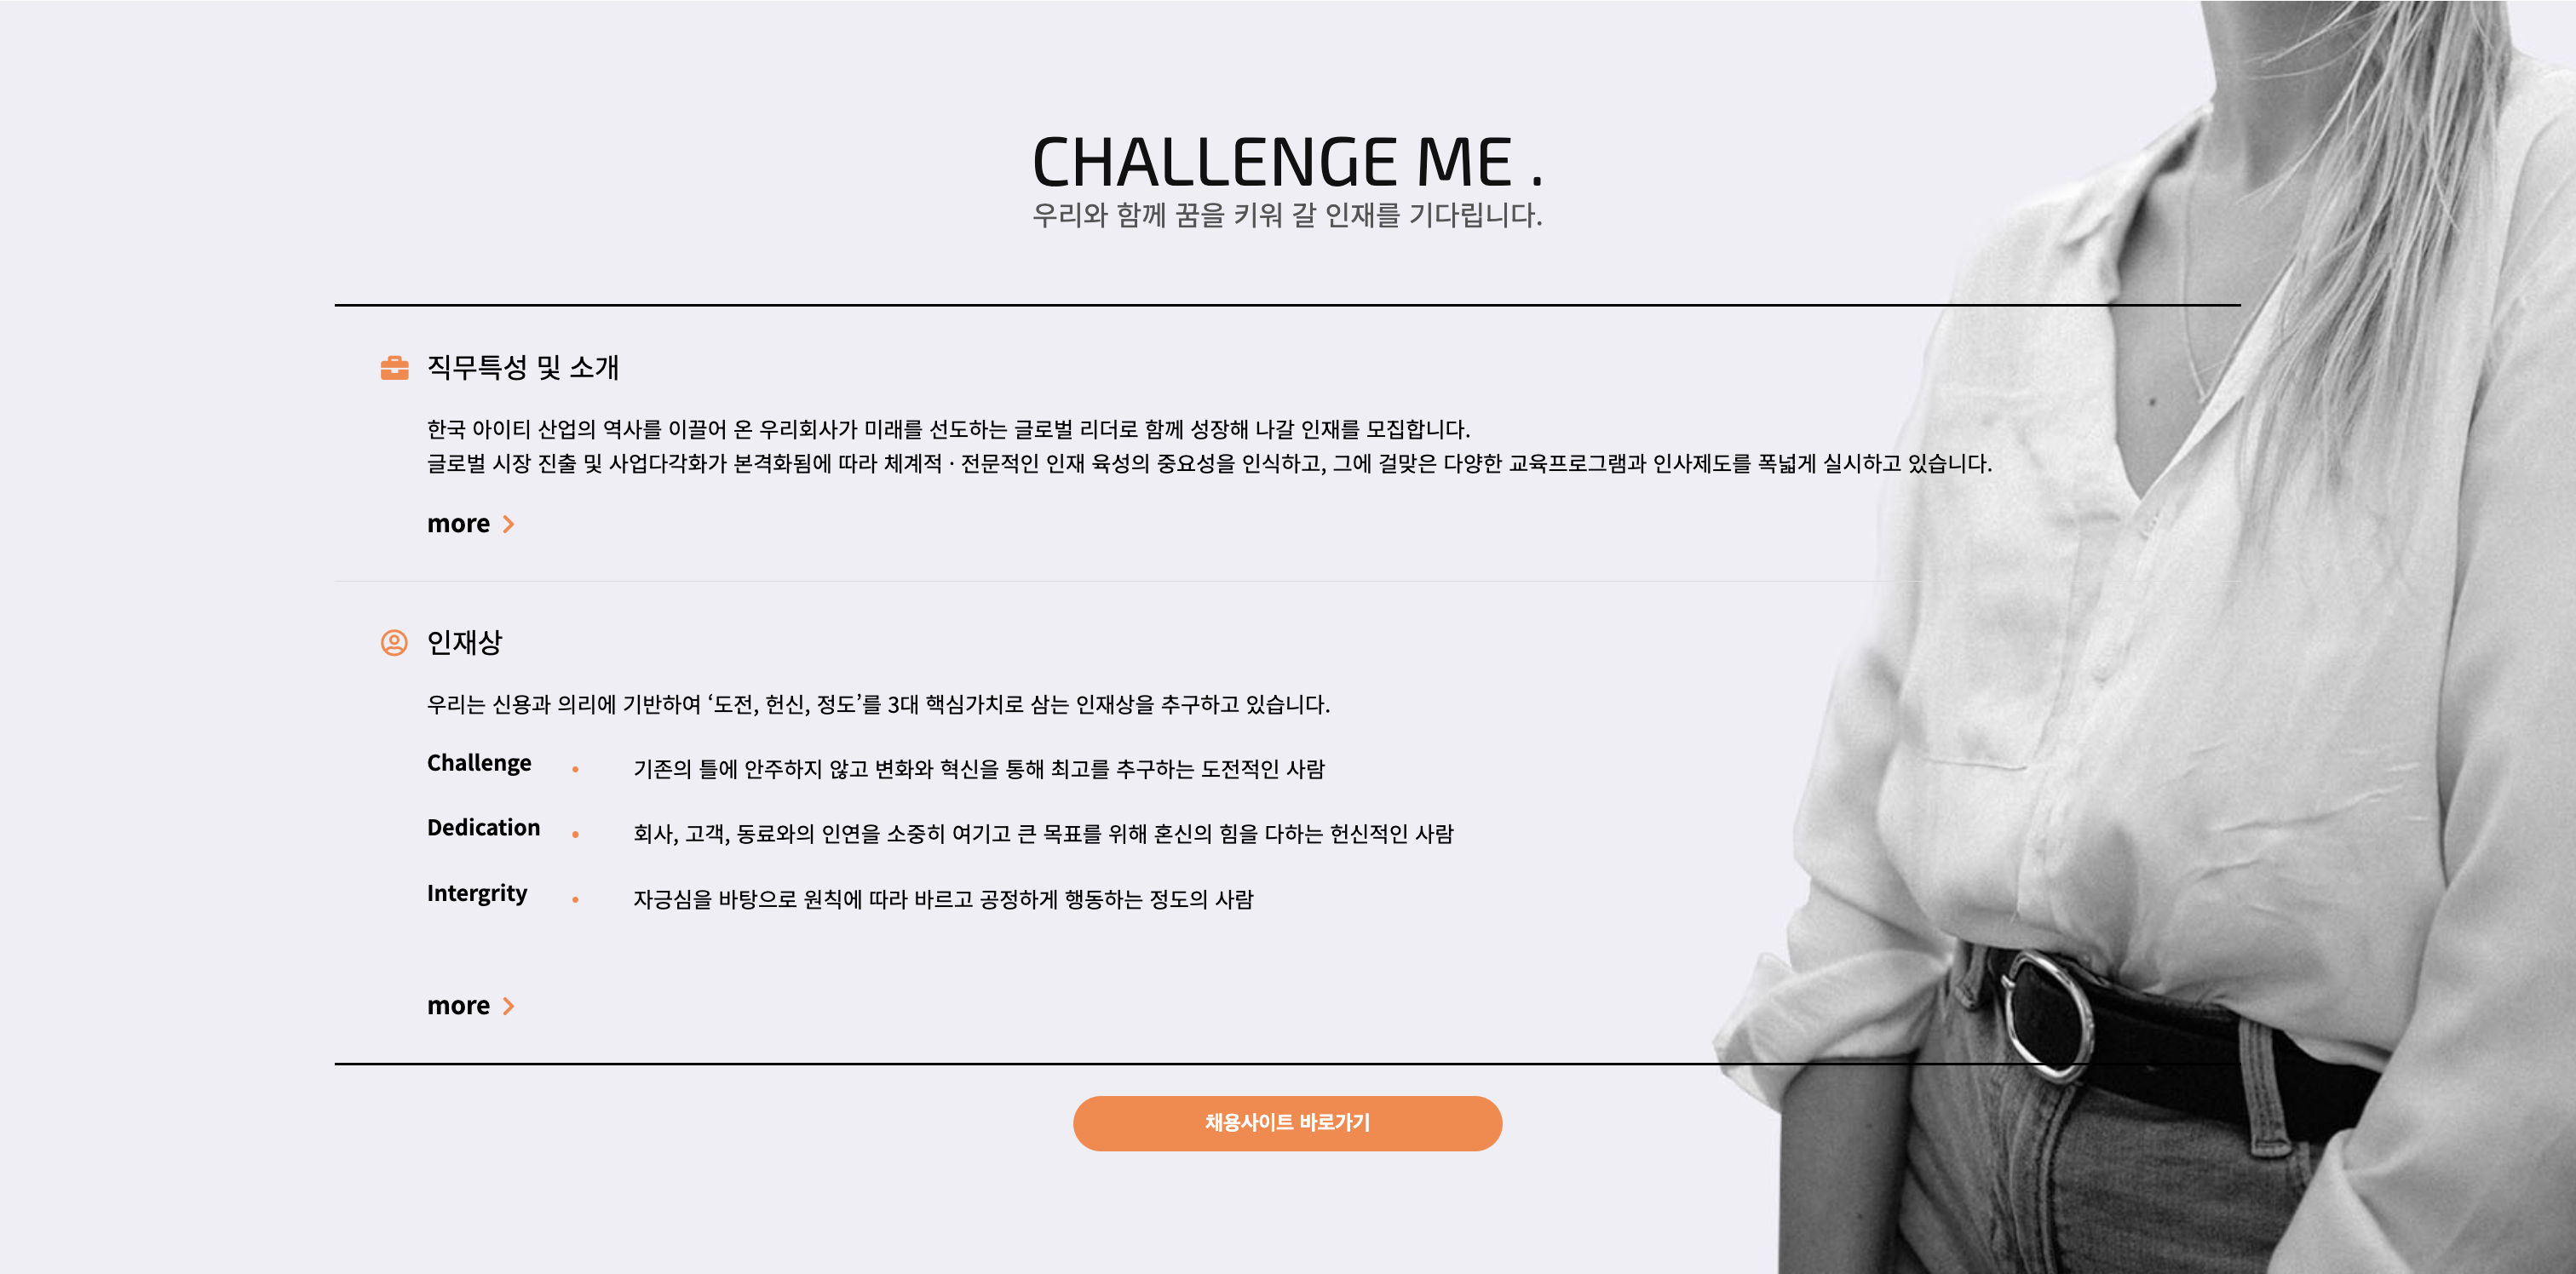 CHALLENGE ME .
우리와 함께 꿈을 키워 갈 인재를 기다립니다.
직무특성 및 소개
한국 아이티 산업의 역사를 이끌어 온 우리회사가 미래를 선도하는 글로벌 리더로 함께 성장해 나갈 인재를 모집합니다.
글로벌 시장 진출 및 사업다각화가 본격화됨에 따라 체계적 · 전문적인 인재 육성의 중요성을 인식하고, 그에 걸맞은 다양한 교육프로그램과 인사제도를 폭넓게 실시하고 있습니다.
more
인재상
우리는 신용과 의리에 기반하여 ‘도전, 헌신, 정도’를 3대 핵심가치로 삼는 인재상을 추구하고 있습니다.
Challenge • 기존의 틀에 안주하지 않고 변화와 혁신을 통해 최고를 추구하는 도전적인 사람
Dedication • 회사, 고객, 동료와의 인연을 소중히 여기고 큰 목표를 위해 혼신의 힘을 다하는 헌신적인 사람
Intergrity • 자긍심을 바탕으로 원칙에 따라 바르고 공정하게 행동하는 정도의 사람
more
채용사이트 바로가기